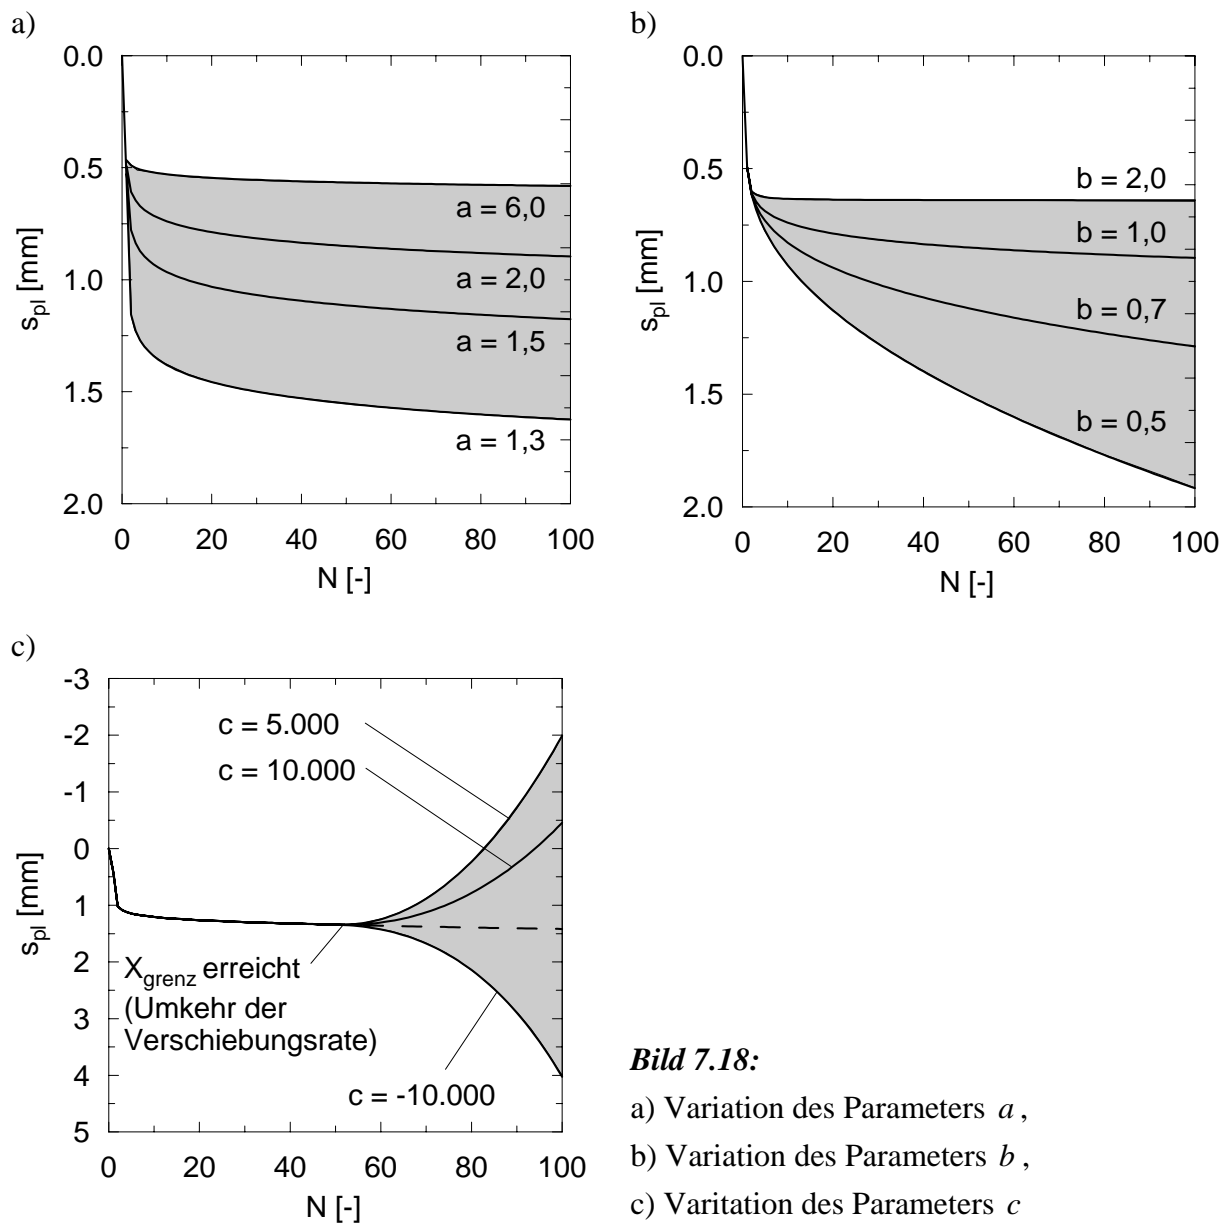 a)
0.0
0.5
1.0
1.5
2.0
s_pl [mm]
a = 6,0
a = 2,0
a = 1,5
a = 1,3
0 20 40 60 80 100
N [-]
b)
0.0
0.5
1.0
1.5
2.0
s_pl [mm]
b = 2,0
b = 1,0
b = 0,7
b = 0,5
0 20 40 60 80 100
N [-]
c)
-3
-2
-1
0
1
2
3
4
5
s_pl [mm]
c = 5.000
c = 10.000
X_grenz erreicht
(Umkehr der
Verschiebungsrate)
c = -10.000
0 20 40 60 80 100
N [-]
Bild 7.18:
a) Variation des Parameters a ,
b) Variation des Parameters b ,
c) Varitation des Parameters c